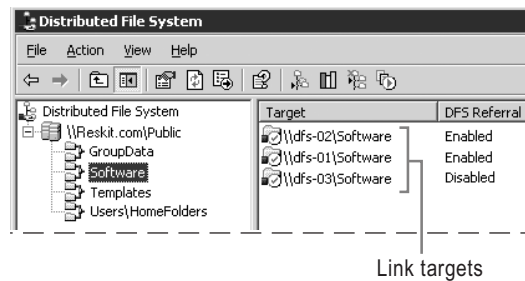 Distributed File System
File Action View Help
Distributed File System
\\Reskit.com\Public
GroupData
Software
Templates
Users\HomeFolders
Target DFS Referral
\\dfs-02\Software Enabled
\\dfs-01\Software Enabled
\\dfs-03\Software Disabled
Link targets